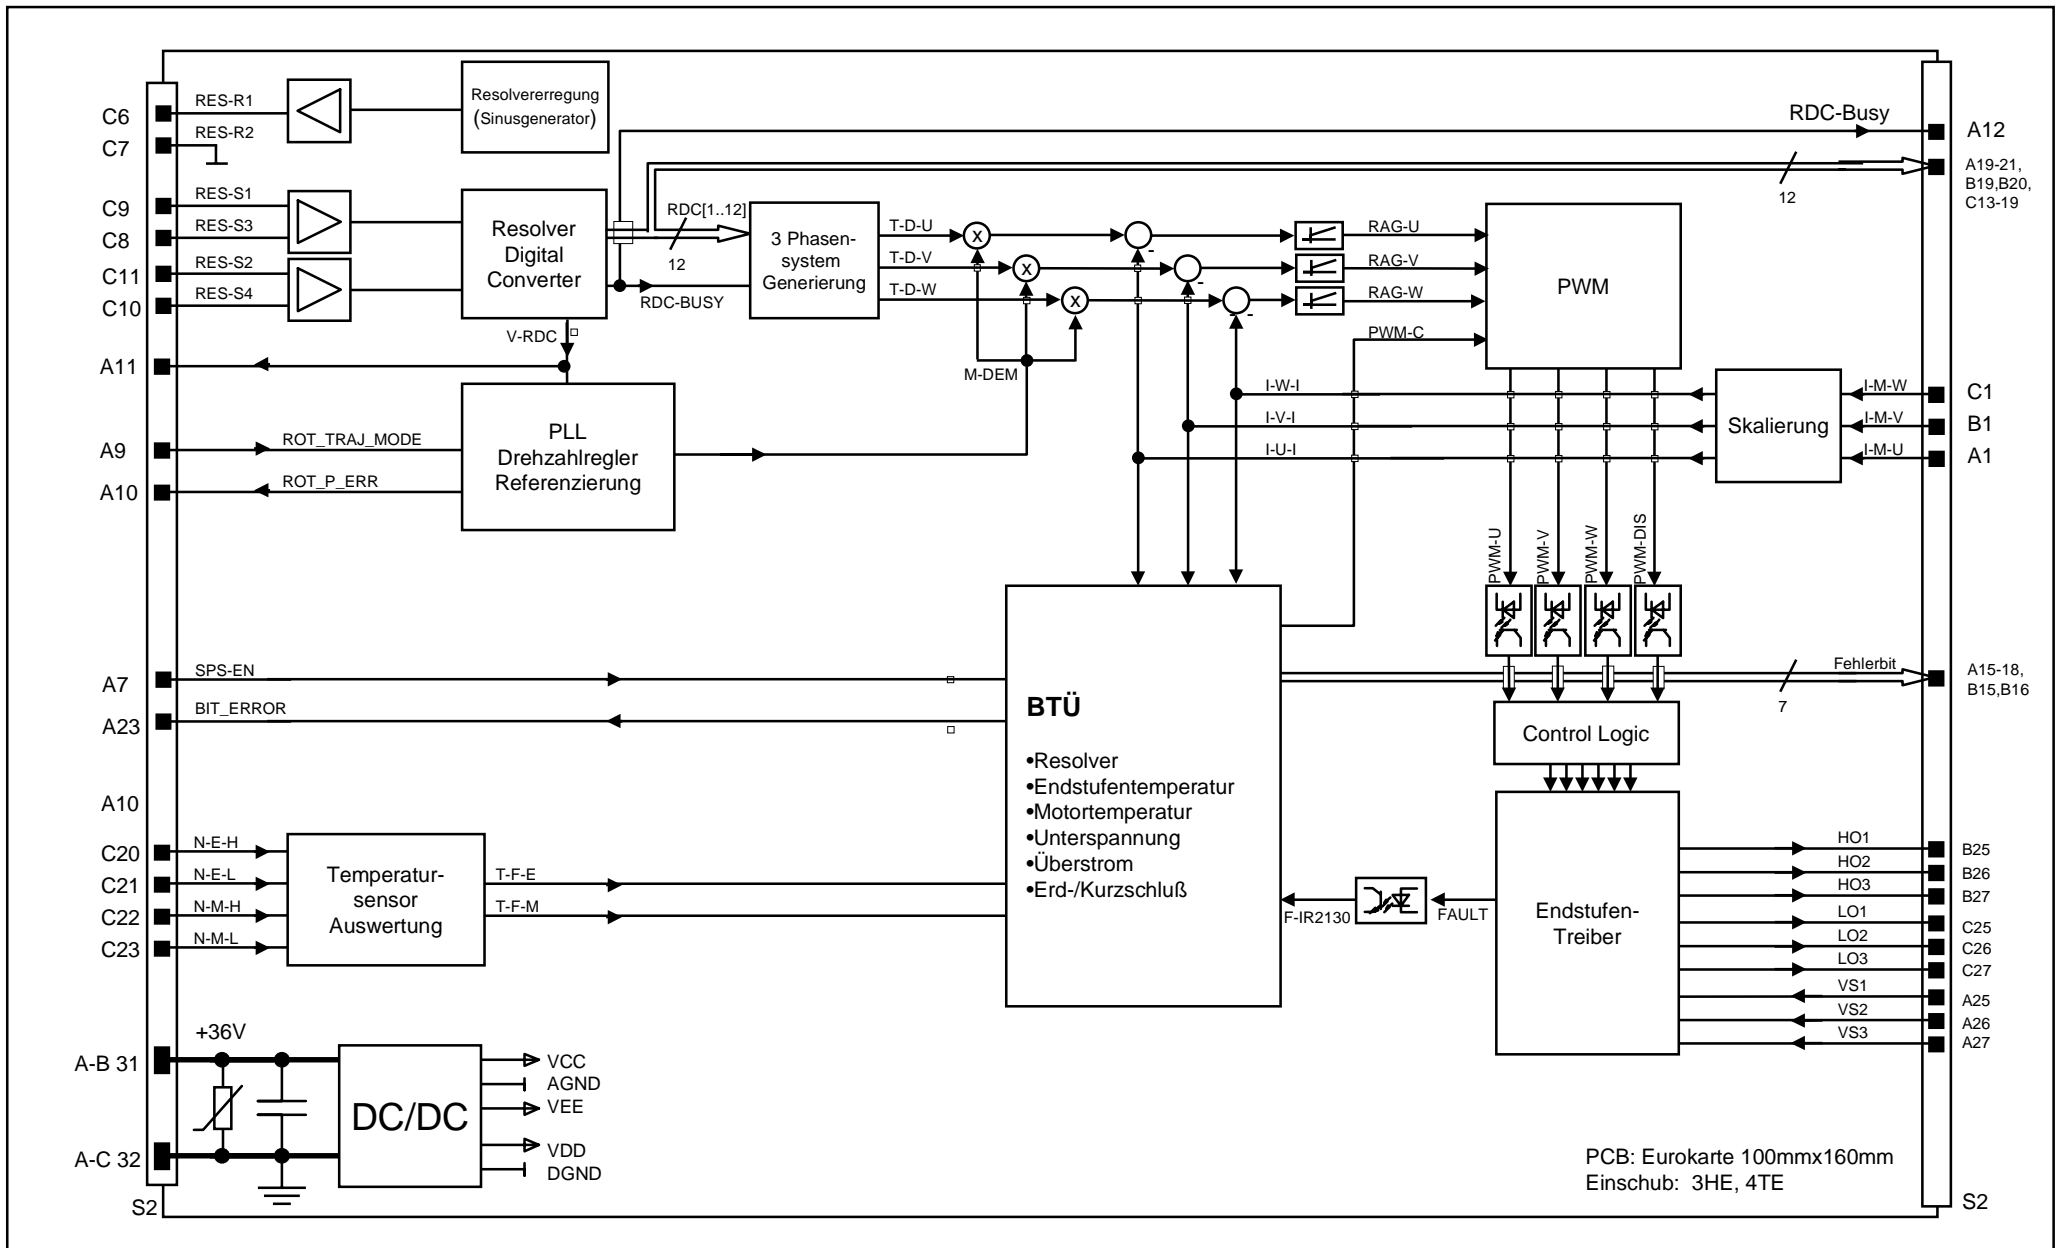 C6
RES-R1
C7
RES-R2
Resolvererregung
(Sinusgenerator)
RDC-Busy
A12
A19-21,
B19,B20,
C13-19
12
C9
RES-S1
C8
RES-S3
C11
RES-S2
C10
RES-S4
Resolver
Digital
Converter
RDC[1..12]
12
RDC-BUSY
3 Phasen-
system
Generierung
T-D-U
T-D-V
T-D-W
x
x
x
-
-
-
-
RAG-U
RAG-V
RAG-W
PWM-C
PWM
V-RDC
A11
M-DEM
A9
ROT_TRAJ_MODE
A10
ROT_P_ERR
PLL
Drehzahlregler
Referenzierung
I-W-I
I-V-I
I-U-I
Skalierung
I-M-W
I-M-V
I-M-U
C1
B1
A1
PWM-U
PWM-V
PWM-W
PWM-DIS
A7
SPS-EN
A23
BIT_ERROR
BTÜ
•Resolver
•Endstufentemperatur
•Motortemperatur
•Unterspannung
•Überstrom
•Erd-/Kurzschluß
Fehlerbit
7
A15-18,
B15,B16
Control Logic
A10
C20
N-E-H
C21
N-E-L
C22
N-M-H
C23
N-M-L
Temperatur-
sensor
Auswertung
T-F-E
T-F-M
F-IR2130
FAULT
Endstufen-
Treiber
HO1
B25
HO2
B26
HO3
B27
LO1
C25
LO2
C26
LO3
C27
VS1
A25
VS2
A26
VS3
A27
+36V
A-B 31
A-C 32
DC/DC
VCC
AGND
VEE
VDD
DGND
PCB: Eurokarte 100mmx160mm
Einschub: 3HE, 4TE
S2
S2